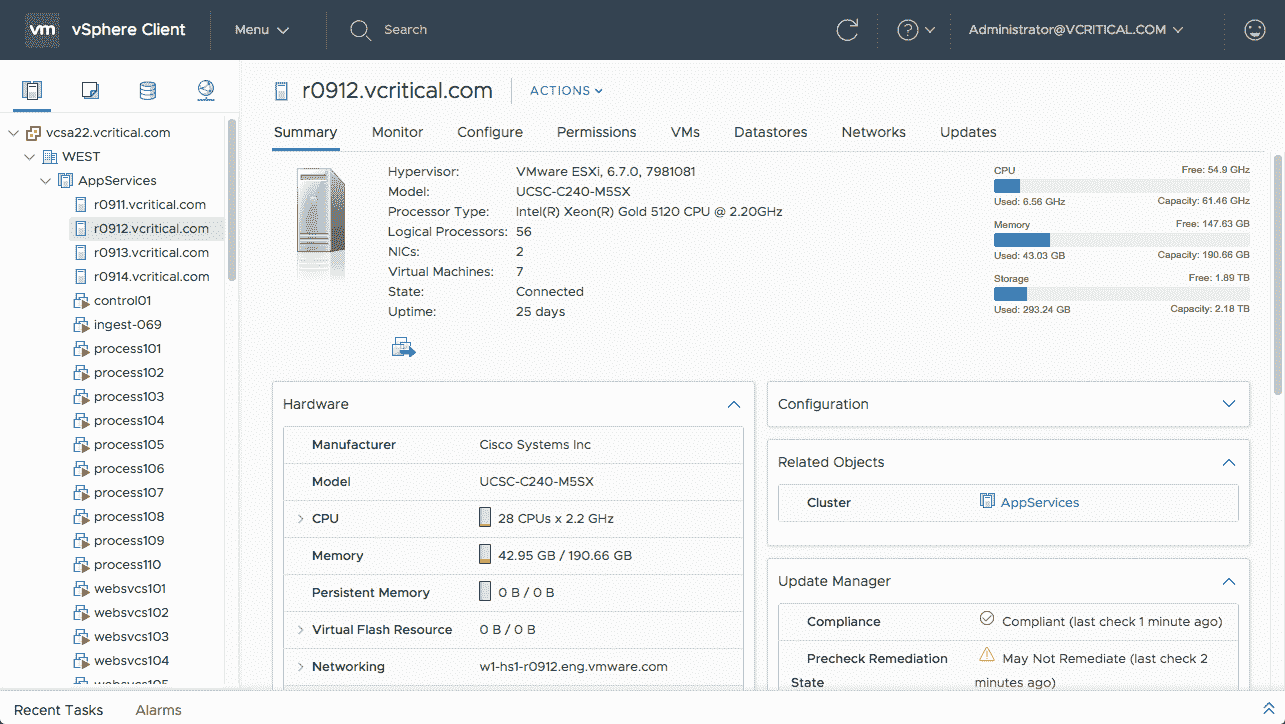 vm vSphere Client Menu Search Administrator@VCRITICAL.COM
vcsa22.vcritical.com
WEST
AppServices
r0911.vcritical.com
r0912.vcritical.com
r0913.vcritical.com
r0914.vcritical.com
control01
ingest-069
process101
process102
process103
process104
process105
process106
process107
process108
process109
process110
websvcs101
websvcs102
websvcs103
websvcs104
websvcs105
r0912.vcritical.com ACTIONS
Summary Monitor Configure Permissions VMs Datastores Networks Updates
Hypervisor: VMware ESXi, 6.7.0, 7981081
Model: UCSC-C240-M5SX
Processor Type: Intel(R) Xeon(R) Gold 5120 CPU @ 2.20GHz
Logical Processors: 56
NICs: 2
Virtual Machines: 7
State: Connected
Uptime: 25 days
CPU Free: 54.9 GHz
Used: 6.56 GHz Capacity: 61.46 GHz
Memory Free: 147.63 GB
Used: 43.03 GB Capacity: 190.66 GB
Storage Free: 1.89 TB
Used: 293.24 GB Capacity: 2.18 TB
Hardware
Manufacturer Cisco Systems Inc
Model UCSC-C240-M5SX
CPU 28 CPUs x 2.2 GHz
Memory 42.95 GB / 190.66 GB
Persistent Memory 0 B / 0 B
Virtual Flash Resource 0 B / 0 B
Networking w1-hs1-r0912.eng.vmware.com
Configuration
Related Objects
Cluster AppServices
Update Manager
Compliance Compliant (last check 1 minute ago)
Precheck Remediation May Not Remediate (last check 2
State minutes ago)
Recent Tasks Alarms